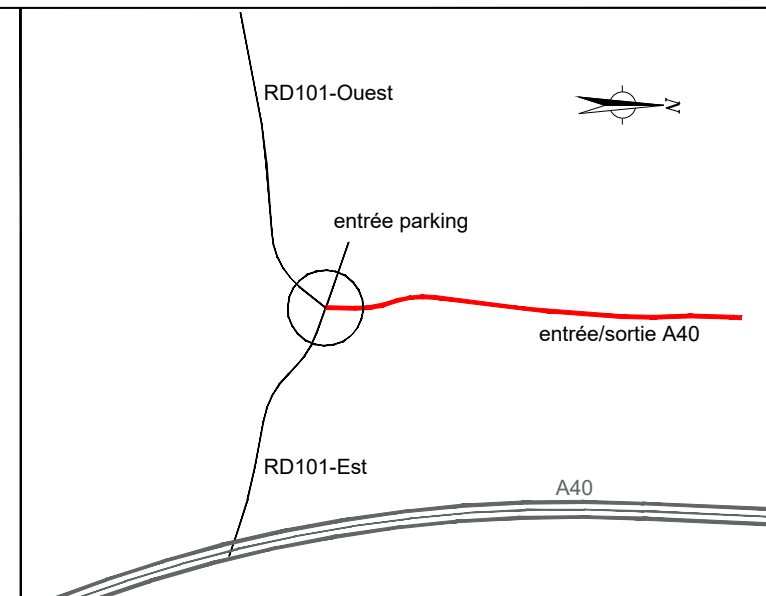 RD101-Ouest
N
entrée parking
entrée/sortie A40
RD101-Est
A40